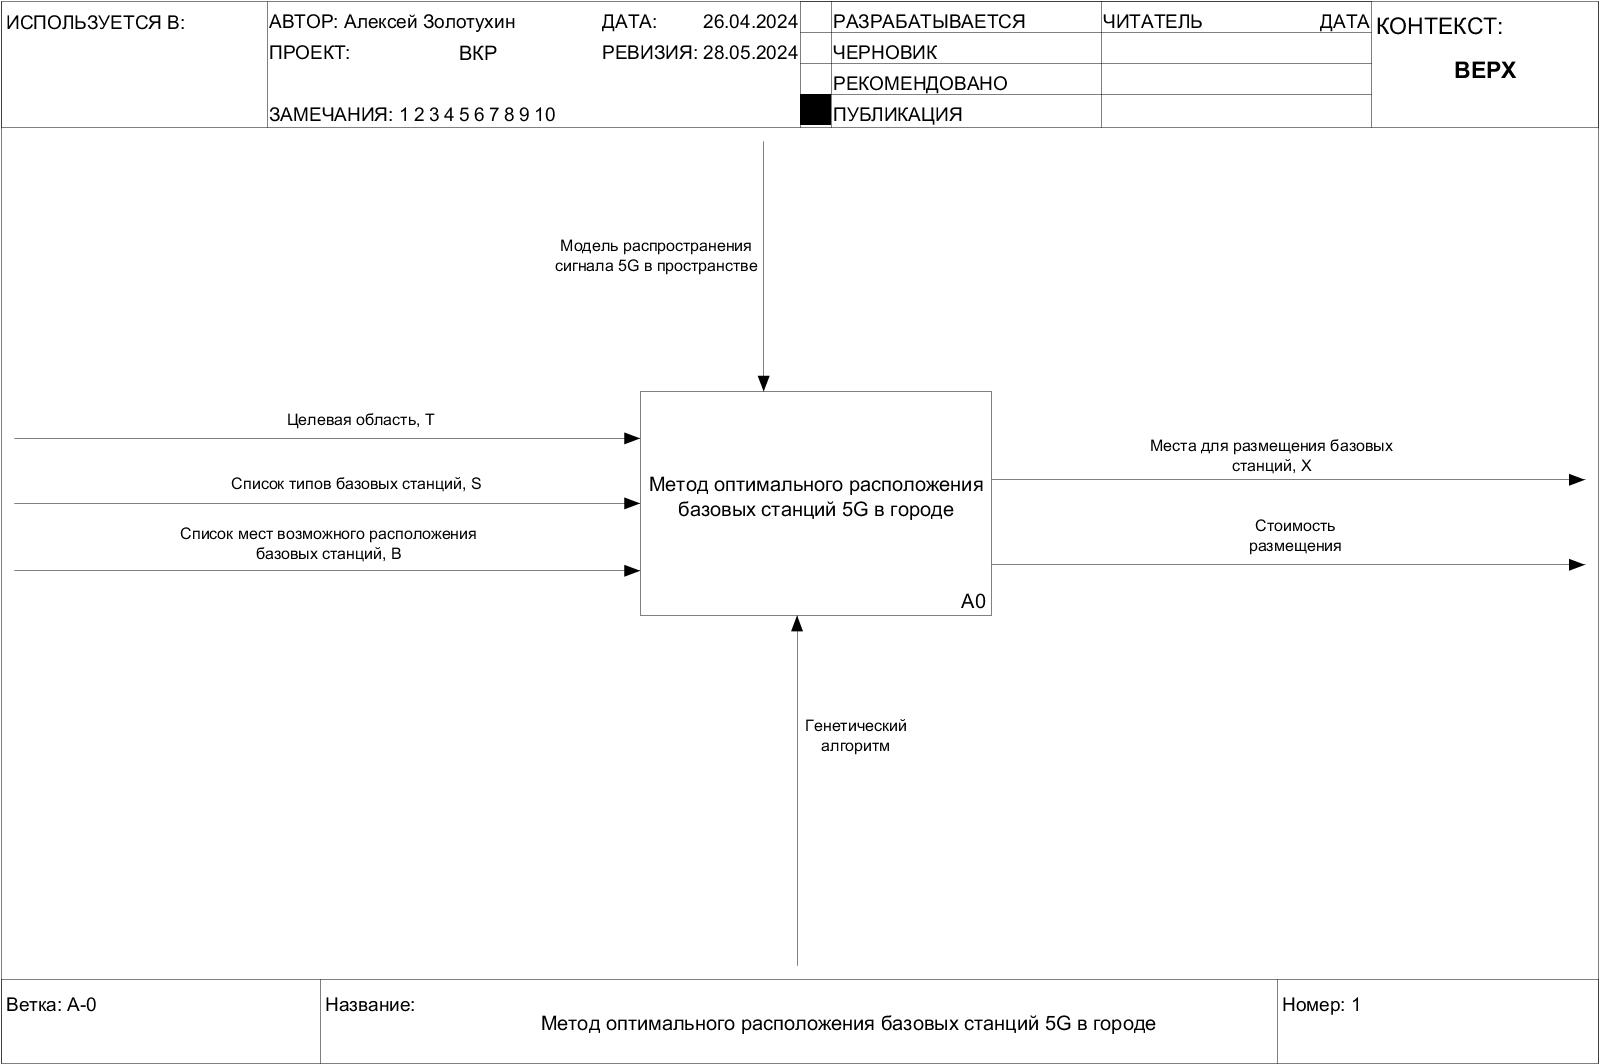 ИСПОЛЬЗУЕТСЯ В:
АВТОР: Алексей Золотухин
ДАТА: 26.04.2024
ПРОЕКТ: ВКР
РЕВИЗИЯ: 28.05.2024
ЗАМЕЧАНИЯ: 1 2 3 4 5 6 7 8 9 10
РАЗРАБАТЫВАЕТСЯ
ЧЕРНОВИК
РЕКОМЕНДОВАНО
ПУБЛИКАЦИЯ
ЧИТАТЕЛЬ ДАТА
КОНТЕКСТ:
ВЕРХ
Модель распространения
сигнала 5G в пространстве
Целевая область, T
Список типов базовых станций, S
Список мест возможного расположения
базовых станций, B
Метод оптимального расположения
базовых станций 5G в городе
A0
Места для размещения базовых
станций, X
Стоимость
размещения
Генетический
алгоритм
Ветка: A-0
Название:
Метод оптимального расположения базовых станций 5G в городе
Номер: 1